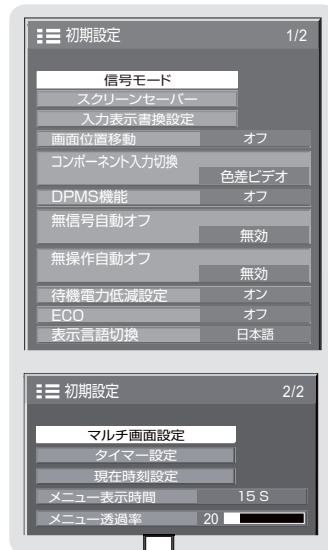 初期設定 1/2
信号モード
スクリーンセーバー
入力表示書換設定
画面位置移動 オフ
コンポーネント入力切換
色差ビデオ
DPMS機能 オフ
無信号自動オフ
無効
無操作自動オフ
無効
待機電力低減設定 オン
ECO オフ
表示言語切換 日本語
初期設定 2/2
マルチ画面設定
タイマー設定
現在時刻設定
メニュー表示時間 15 S
メニュー透過率 20